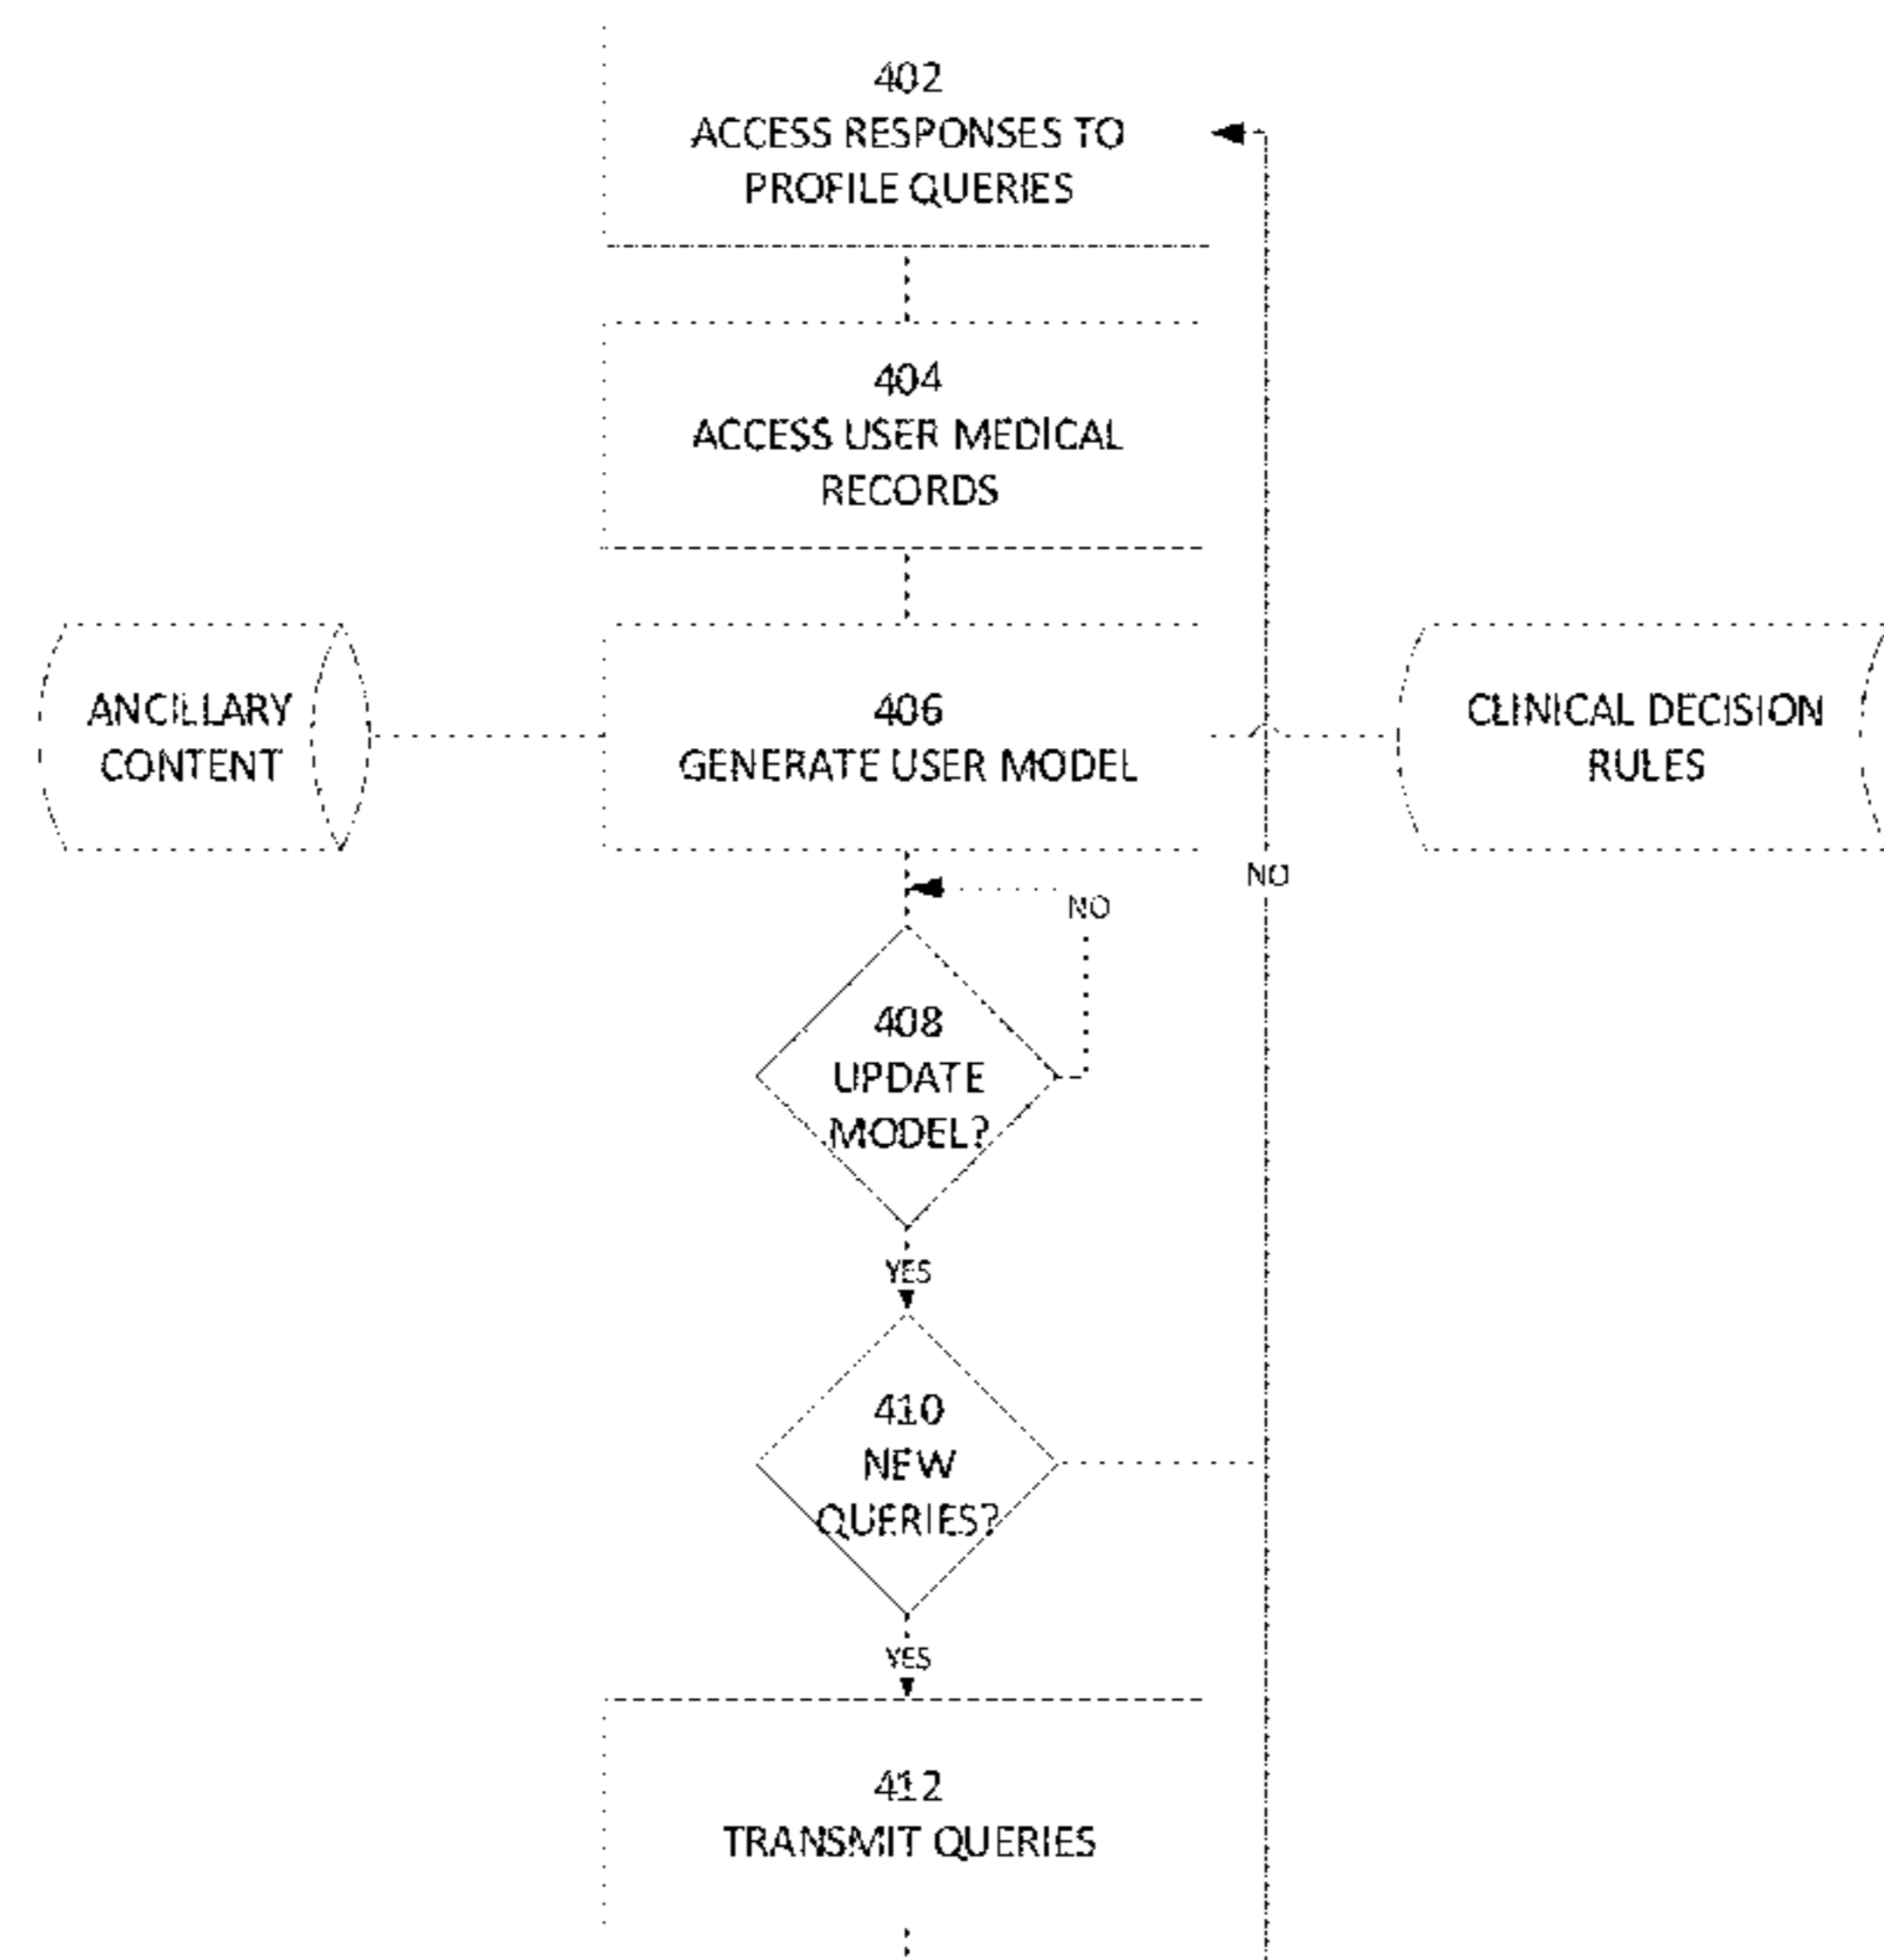 402
ACCESS RESPONSES TO
PROFILE QUERIES
404
ACCESS USER MEDICAL
RECORDS
ANCILLARY
CONTENT
406
GENERATE USER MODEL
CLINICAL DECISION
RULES
NO
NO
408
UPDATE
MODEL?
YES
410
NEW
QUERIES?
YES
412
TRANSMIT QUERIES